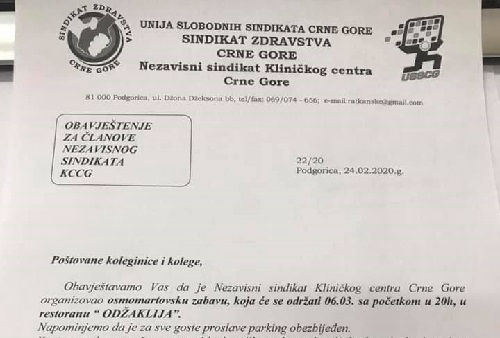 SINDIKAT ZDRAVSTVA
CRNE GORE
UNIJA SLOBODNIH SINDIKATA CRNE GORE
SINDIKAT ZDRAVSTVA
CRNE GORE
Nezavisni sindikat Kliničkog centra
Crne Gore
USSCG
81 000 Podgorica, ul. Džona Džeksona bb, tel/fax: 069/074 - 656; e-mail:ratkanske@gmail.com
OBAVJEŠTENJE
ZA ČLANOVE
NEZAVISNOG
SINDIKATA
KCCG
22/20
Podgorica, 24.02.2020.g.
Poštovane koleginice i kolege,
Obavještavamo Vas da je Nezavisni sindikat Kliničkog centra Crne Gore
organizovao osmomartovsku zabavu, koja će se održati 06.03. sa početkom u 20h, u
restoranu " ODŽAKLIJA".
Napominjemo da je za sve goste proslave parking obezbijeđen.